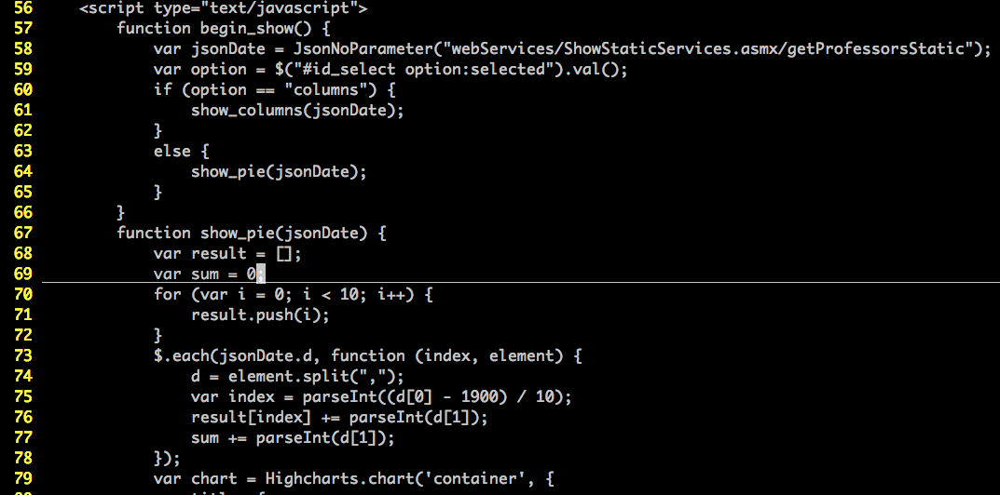 56 <script type="text/javascript">
57 function begin_show() {
58 var jsonDate = JsonNoParameter("webServices/ShowStaticServices.asmx/getProfessorsStatic");
59 var option = $("#id_select option:selected").val();
60 if (option == "columns") {
61 show_columns(jsonDate);
62 }
63 else {
64 show_pie(jsonDate);
65 }
66 }
67 function show_pie(jsonDate) {
68 var result = [];
69 var sum = 0;
70 for (var i = 0; i < 10; i++) {
71 result.push(i);
72 }
73 $.each(jsonDate.d, function (index, element) {
74 d = element.split(",");
75 var index = parseInt((d[0] - 1900) / 10);
76 result[index] += parseInt(d[1]);
77 sum += parseInt(d[1]);
78 });
79 var chart = Highcharts.chart('container', {